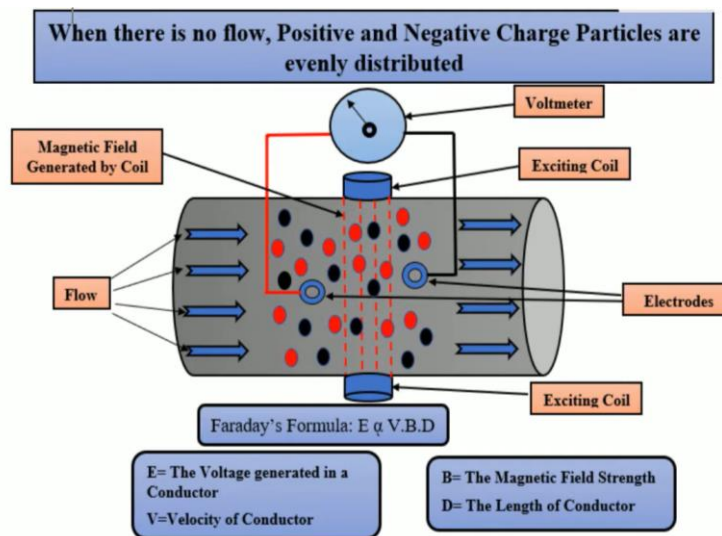 When there is no flow, Positive and Negative Charge Particles are
evenly distributed
Voltmeter
Magnetic Field
Generated by Coil
Exciting Coil
Flow
Electrodes
Exciting Coil
Faraday's Formula: E α V.B.D
E= The Voltage generated in a
Conductor
V=Velocity of Conductor
B= The Magnetic Field Strength
D= The Length of Conductor